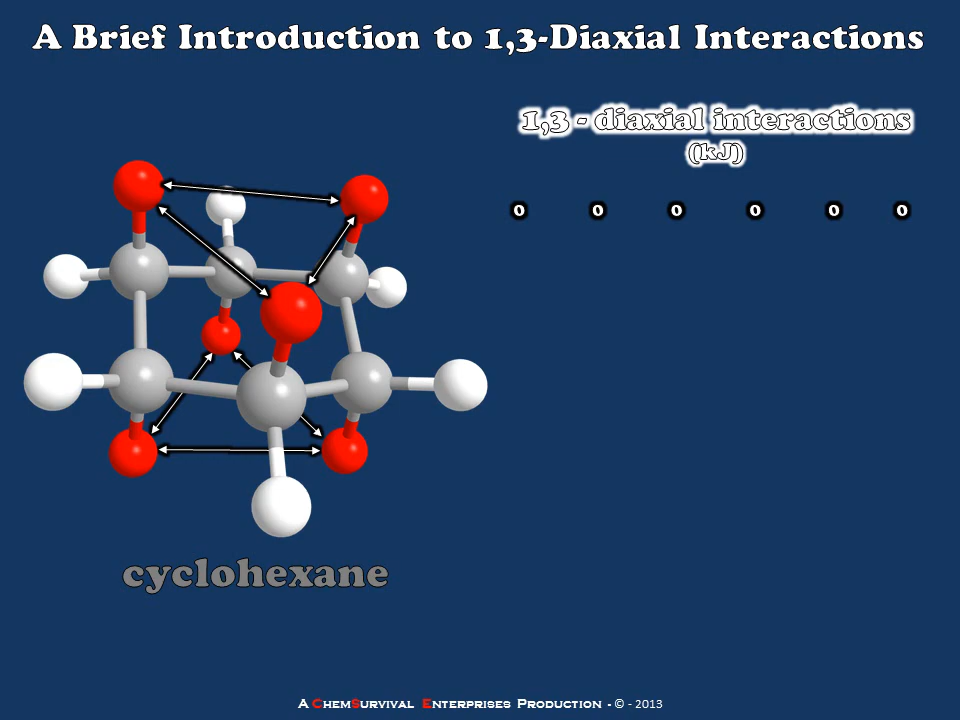 A Brief Introduction to 1,3-Diaxial Interactions
1,3 - diaxial interactions
(kJ)
0 0 0 0 0 0
cyclohexane
A ChemSurvival Enterprises Production - © - 2013